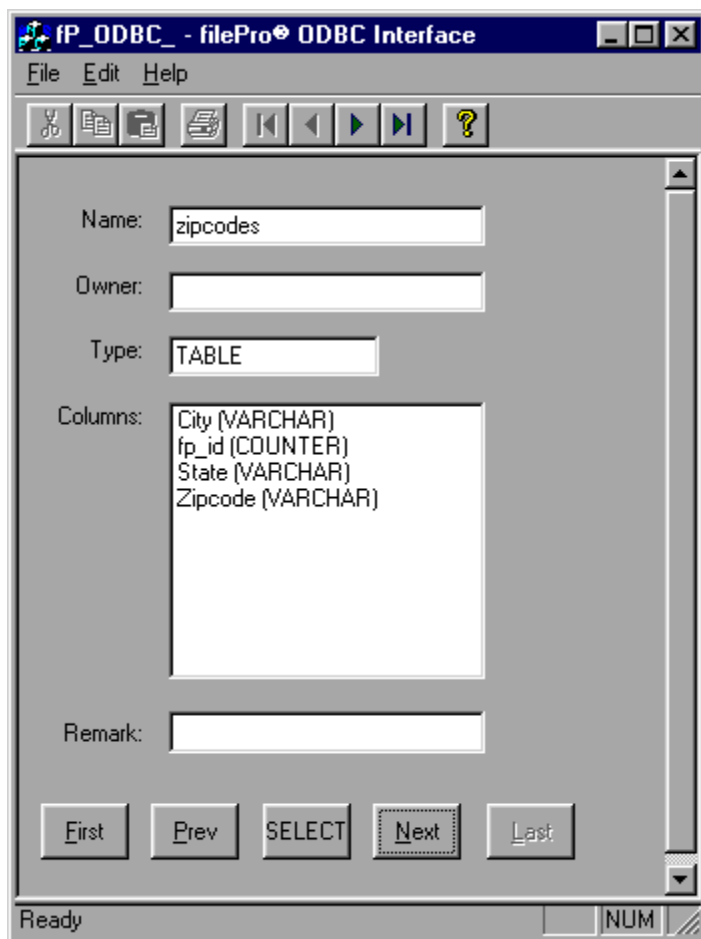 fP_ODBC_ - filePro® ODBC Interface
File Edit Help
Name: zipcodes
Owner:
Type: TABLE
Columns: City (VARCHAR)
fp_id (COUNTER)
State (VARCHAR)
Zipcode (VARCHAR)
Remark:
First Prev SELECT Next Last
Ready NUM